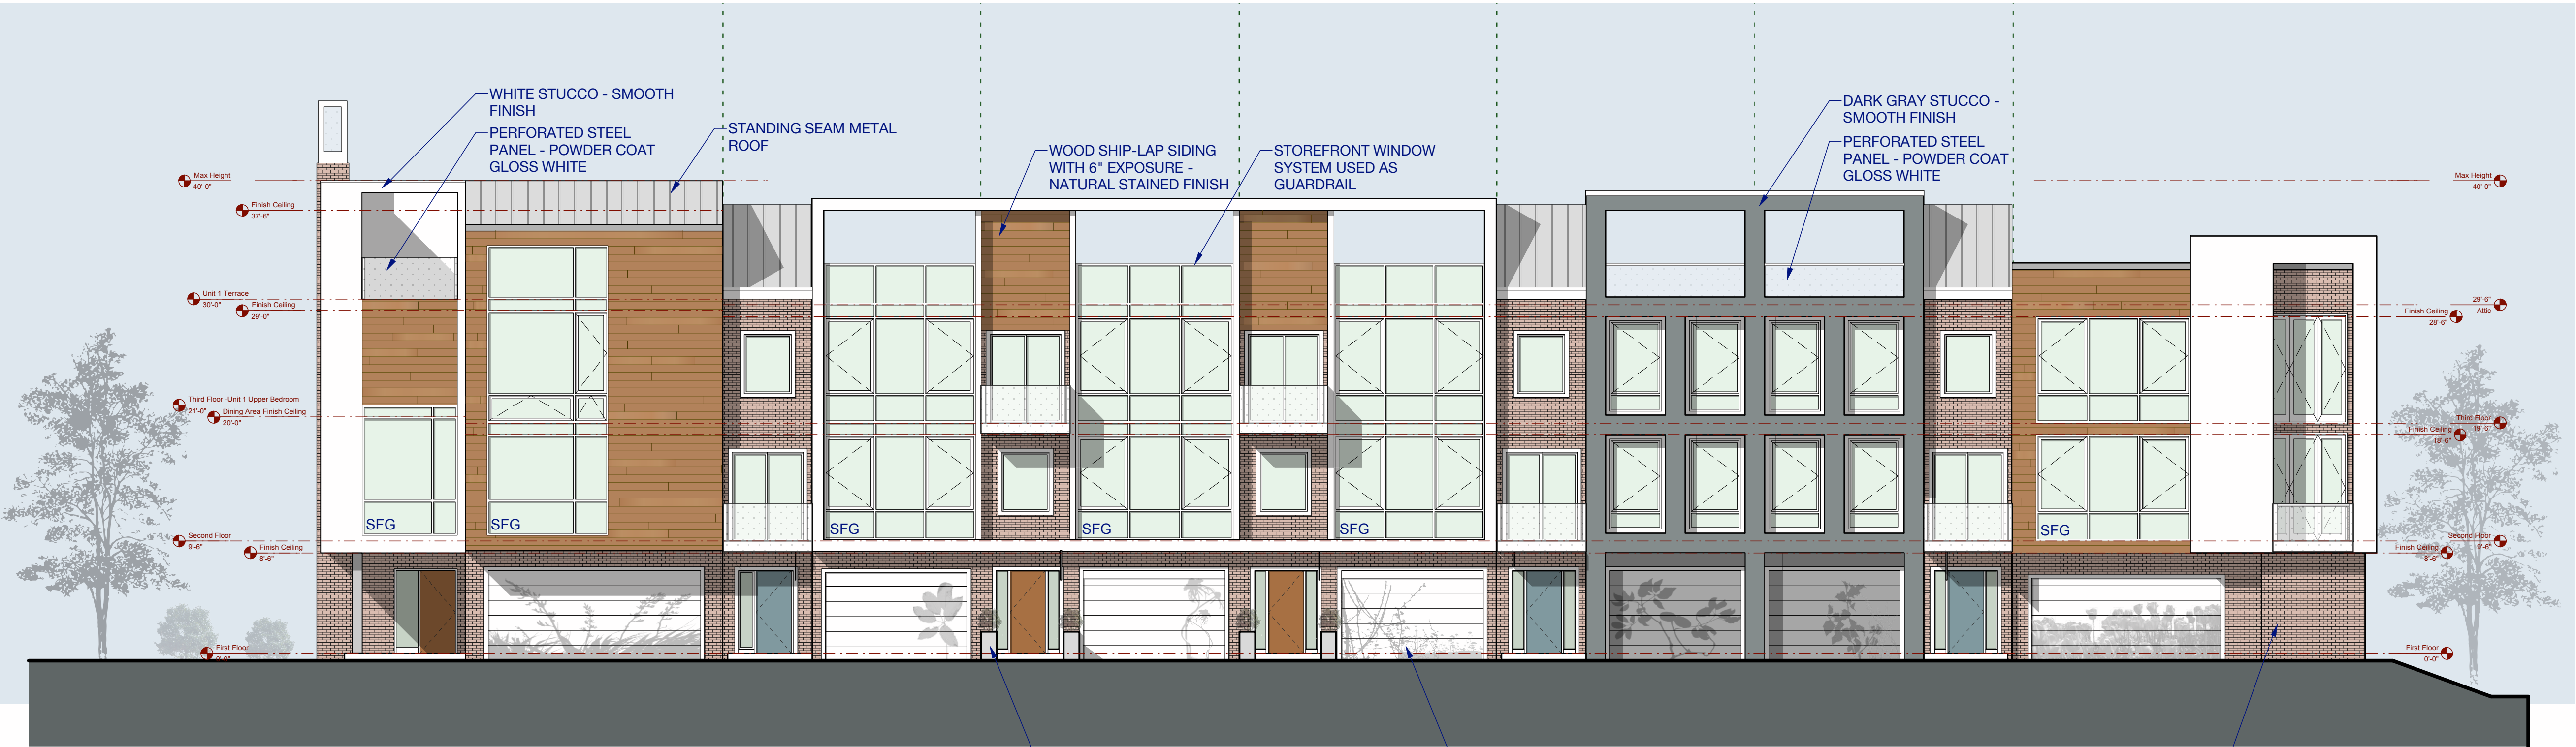 WHITE STUCCO - SMOOTH
FINISH
PERFORATED STEEL
PANEL - POWDER COAT
GLOSS WHITE
STANDING SEAM METAL
ROOF
WOOD SHIP-LAP SIDING
WITH 6" EXPOSURE -
NATURAL STAINED FINISH
STOREFRONT WINDOW
SYSTEM USED AS
GUARDRAIL
DARK GRAY STUCCO -
SMOOTH FINISH
PERFORATED STEEL
PANEL - POWDER COAT
GLOSS WHITE
Max Height
40'-0"
Finish Ceiling
37'-6"
Unit 1 Terrace
30'-0"
Finish Ceiling
29'-0"
Third Floor -Unit 1 Upper Bedroom
21'-0"
Dining Area Finish Ceiling
20'-0"
Second Floor
9'-6"
Finish Ceiling
8'-6"
First Floor
0'-0"
SFG
SFG
SFG
SFG
SFG
SFG
Max Height
40'-0"
29'-6"
Attic
Finish Ceiling
28'-6"
Third Floor
19'-6"
Finish Ceiling
18'-6"
Second Floor
9'-6"
Finish Ceiling
8'-6"
First Floor
0'-0"